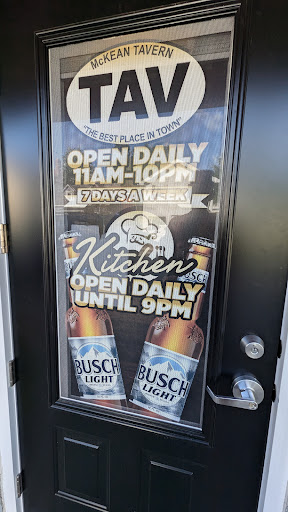 McKEAN TAVERN
TAV
"THE BEST PLACE IN TOWN"
OPEN DAILY
11AM-10PM
7 DAYS A WEEK
Kitchen
OPEN DAILY
UNTIL 9PM
BUSCH
LIGHT
BUSCH
LIGHT